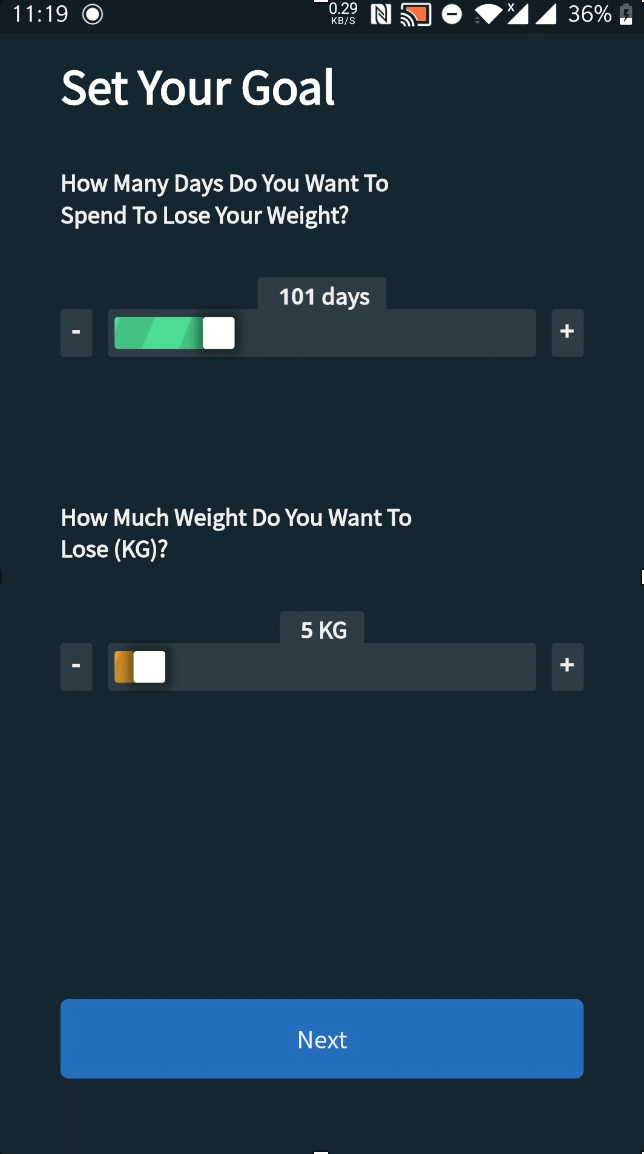 11:19
0.29
KB/S
x
36%
Set Your Goal
How Many Days Do You Want To
Spend To Lose Your Weight?
101 days
-
+
How Much Weight Do You Want To
Lose (KG)?
5 KG
-
+
Next